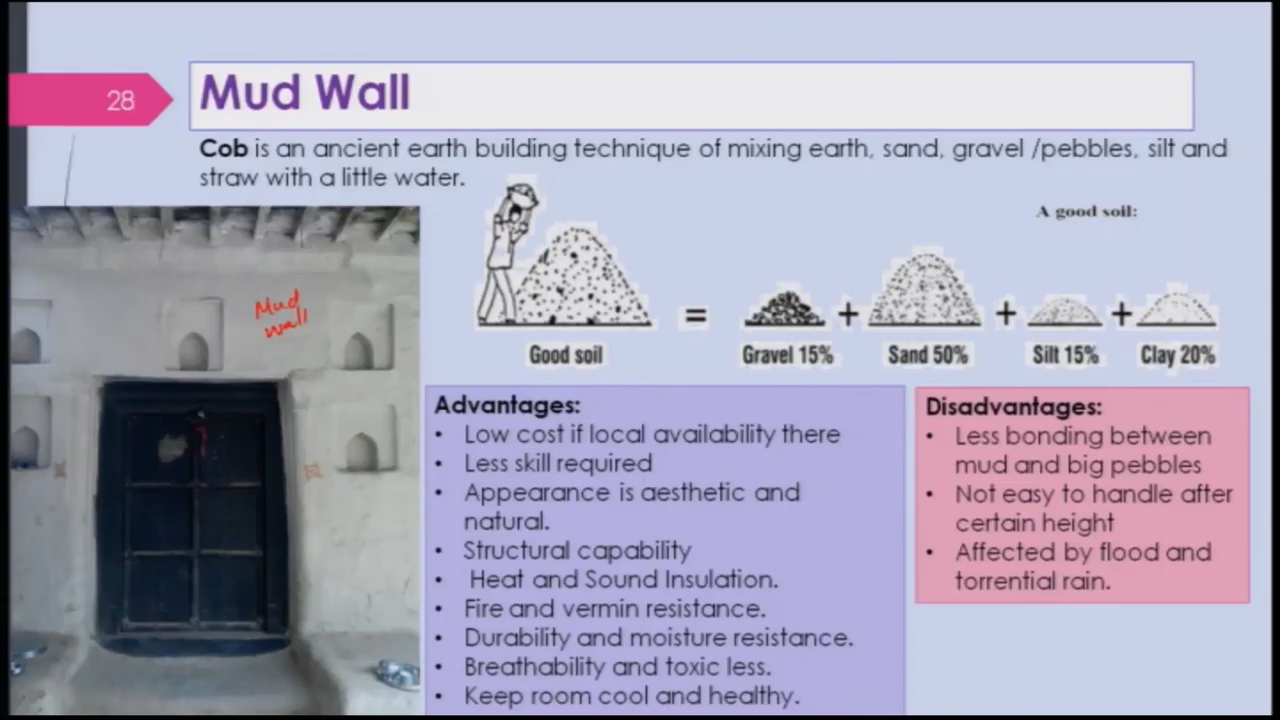 28
Mud Wall
Cob is an ancient earth building technique of mixing earth, sand, gravel /pebbles, silt and
straw with a little water.
A good soil:
Mud
wall
=
+
+
+
Good soil
Gravel 15%
Sand 50%
Silt 15%
Clay 20%
Advantages:
• Low cost if local availability there
• Less skill required
• Appearance is aesthetic and
natural.
• Structural capability
• Heat and Sound Insulation.
• Fire and vermin resistance.
• Durability and moisture resistance.
• Breathability and toxic less.
• Keep room cool and healthy.
Disadvantages:
• Less bonding between
mud and big pebbles
• Not easy to handle after
certain height
• Affected by flood and
torrential rain.